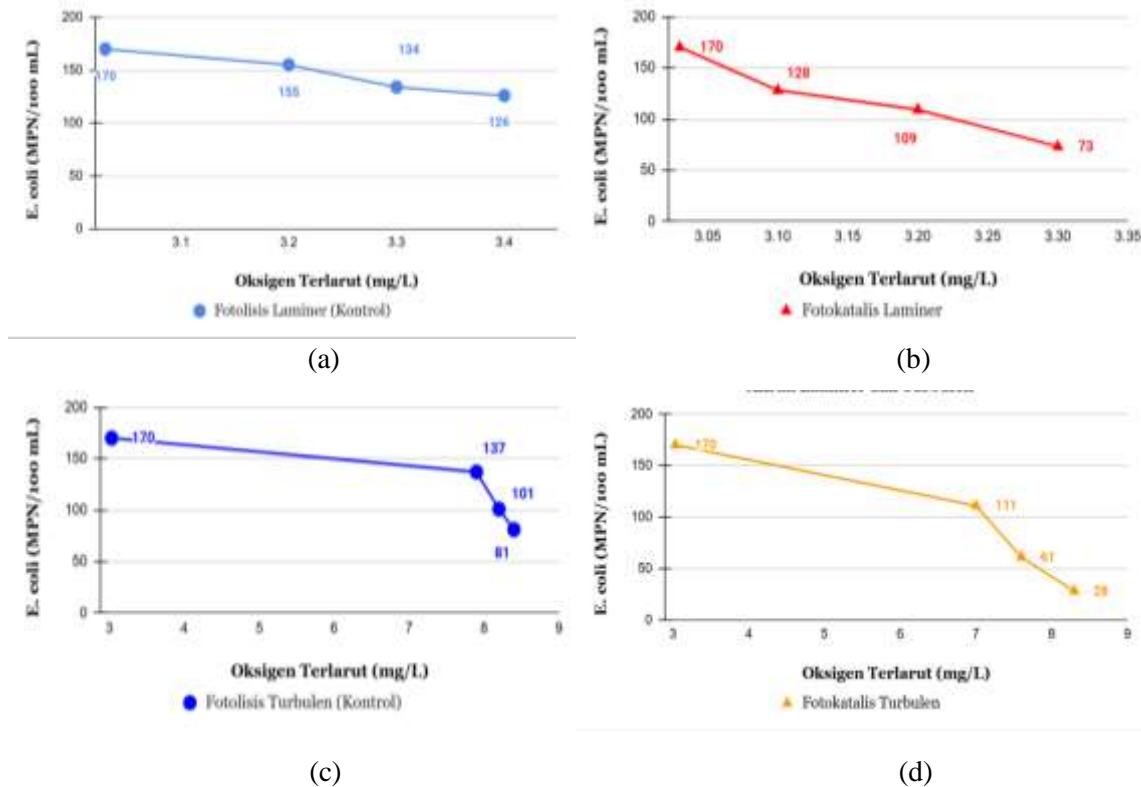 200
150
100
50
0
E. coli (MPN/100 mL)
170
155
134
126
3.1 3.2 3.3 3.4
Oksigen Terlarut (mg/L)
Fotolisis Laminer (Kontrol)
(a)
200
150
100
50
0
E. coli (MPN/100 mL)
170
128
109
73
3.05 3.10 3.15 3.20 3.25 3.30 3.35
Oksigen Terlarut (mg/L)
Fotokatalis Laminer
(b)
200
150
100
50
0
E. coli (MPN/100 mL)
170
137
101
81
3 4 5 6 7 8 9
Oksigen Terlarut (mg/L)
Fotolisis Turbulen (Kontrol)
(c)
200
150
100
50
0
E. coli (MPN/100 mL)
170
111
61
28
3 4 5 6 7 8 9
Oksigen Terlarut (mg/L)
Fotokatalis Turbulen
(d)